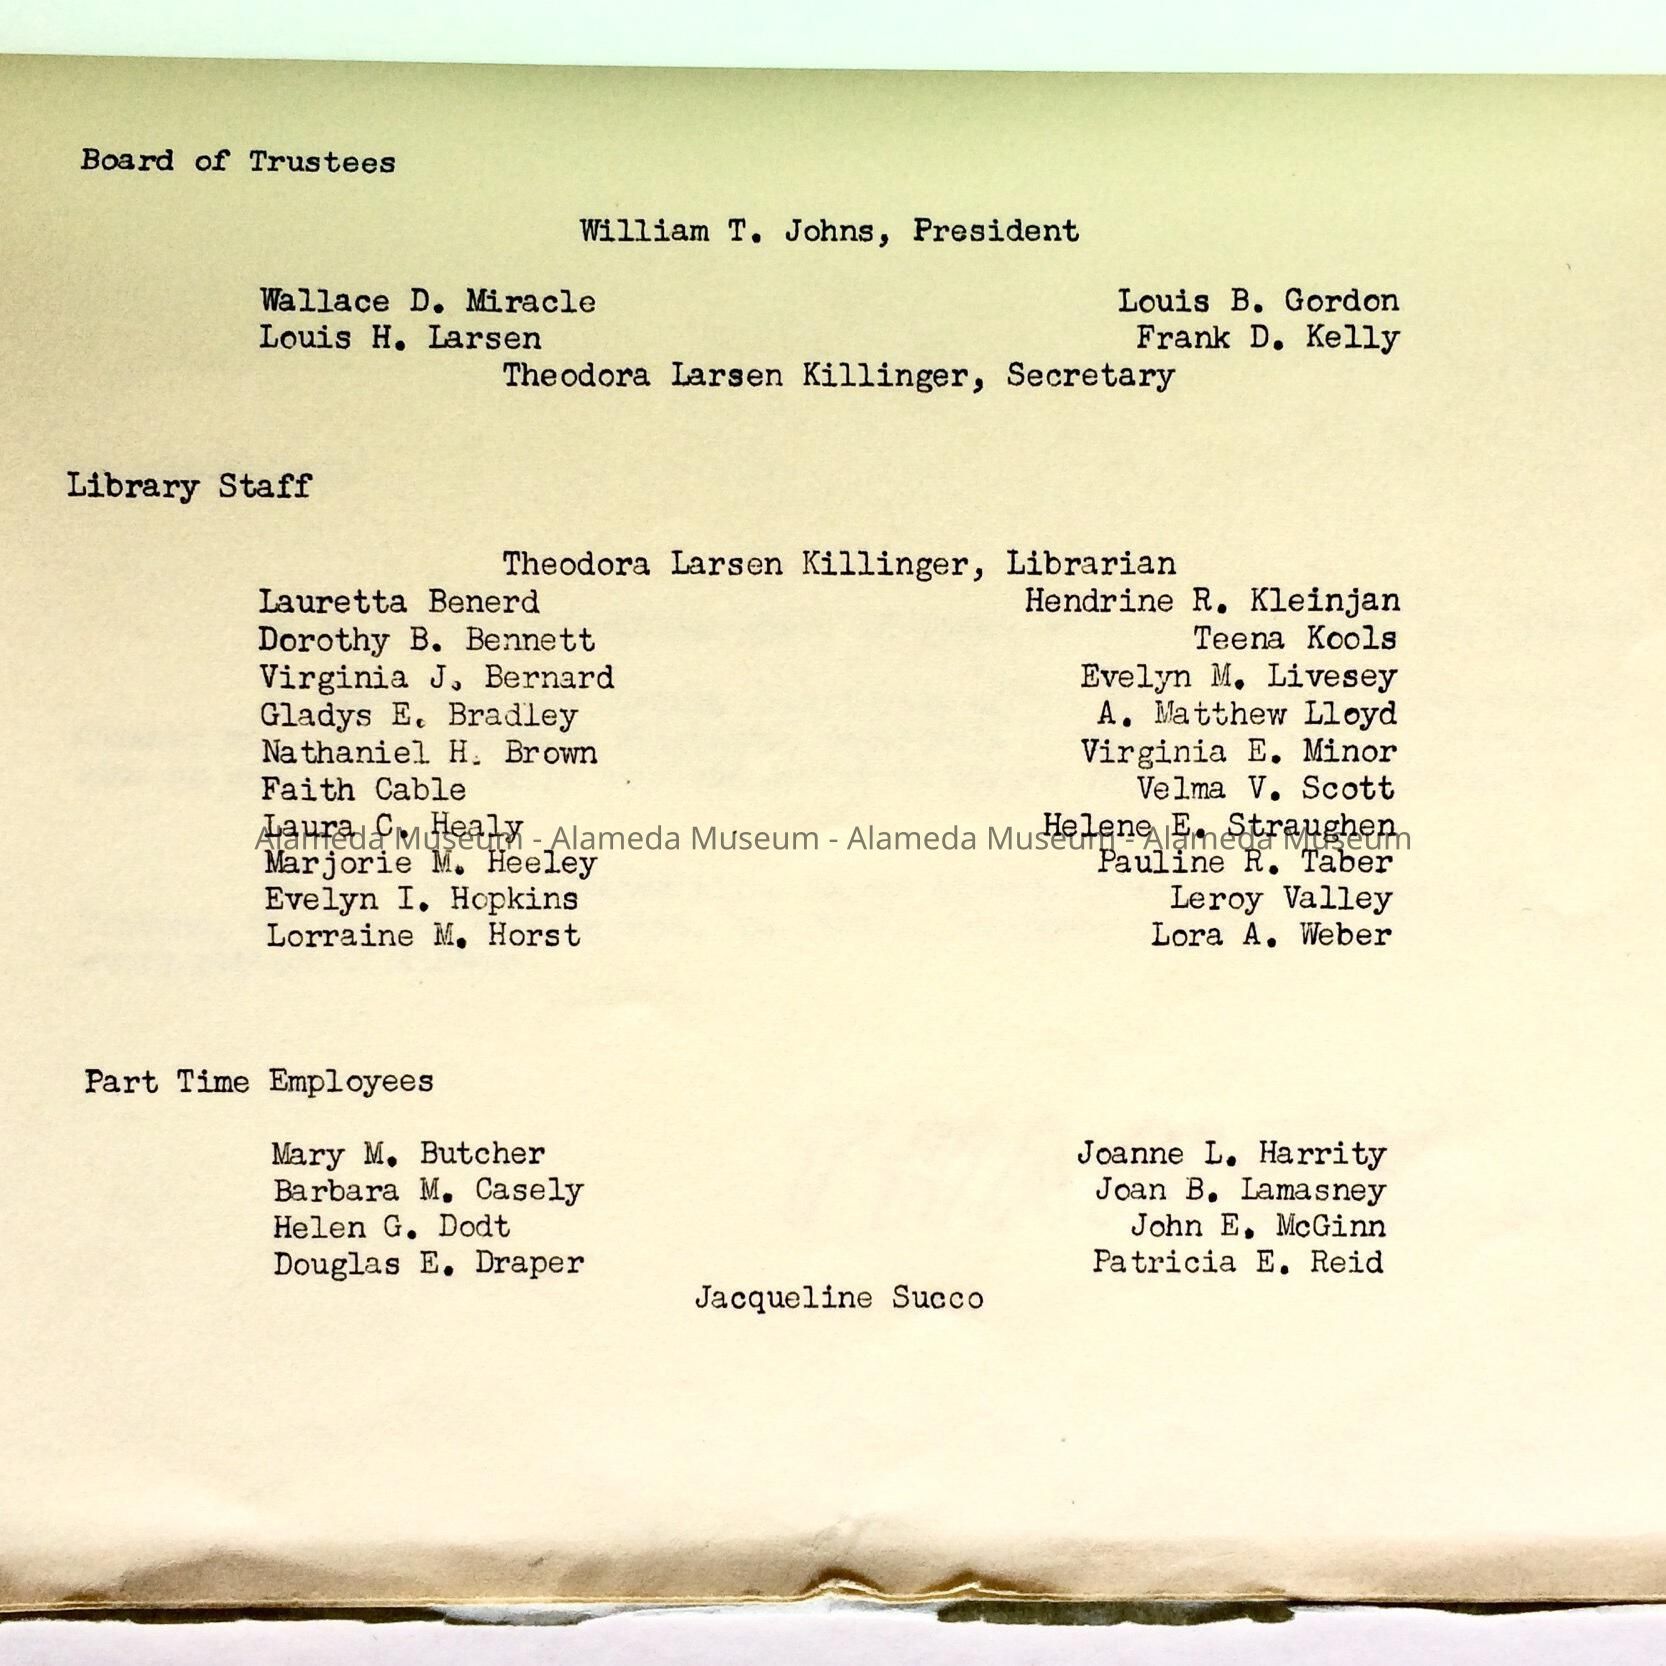 Board of Trustees
William T. Johns, President
Wallace D. Miracle Louis B. Gordon
Louis H. Larsen Frank D. Kelly
Theodora Larsen Killinger, Secretary
Library Staff
Theodora Larsen Killinger, Librarian
Lauretta Benerd Hendrine R. Kleinjan
Dorothy B. Bennett Teena Kools
Virginia J. Bernard Evelyn M. Livesey
Gladys E. Bradley A. Matthew Lloyd
Nathaniel H. Brown Virginia E. Minor
Faith Cable Velma V. Scott
Laura C. Healy Helene E. Straughen
Alameda Museum - Alameda Museum - Alameda Museum - Alameda Museum
Marjorie M. Heeley Pauline R. Taber
Evelyn I. Hopkins Leroy Valley
Lorraine M. Horst Lora A. Weber
Part Time Employees
Mary M. Butcher Joanne L. Harrity
Barbara M. Casely Joan B. Lamasney
Helen G. Dodt John E. McGinn
Douglas E. Draper Patricia E. Reid
Jacqueline Succo